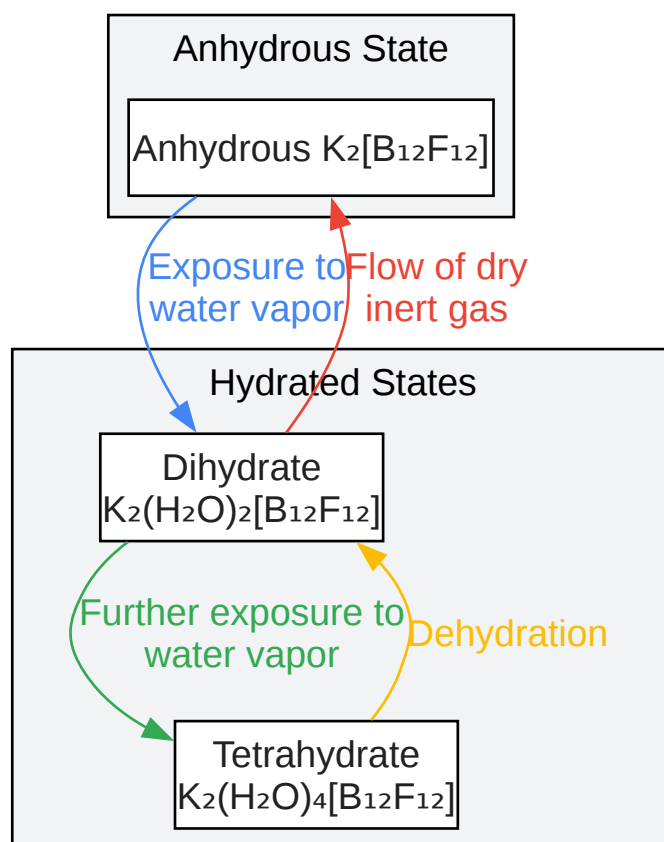 Anhydrous State
Anhydrous K₂[B₁₂F₁₂]
Exposure to
water vapor
Flow of dry
inert gas
Hydrated States
Dihydrate
K₂(H₂O)₂[B₁₂F₁₂]
Further exposure to
water vapor
Dehydration
Tetrahydrate
K₂(H₂O)₄[B₁₂F₁₂]